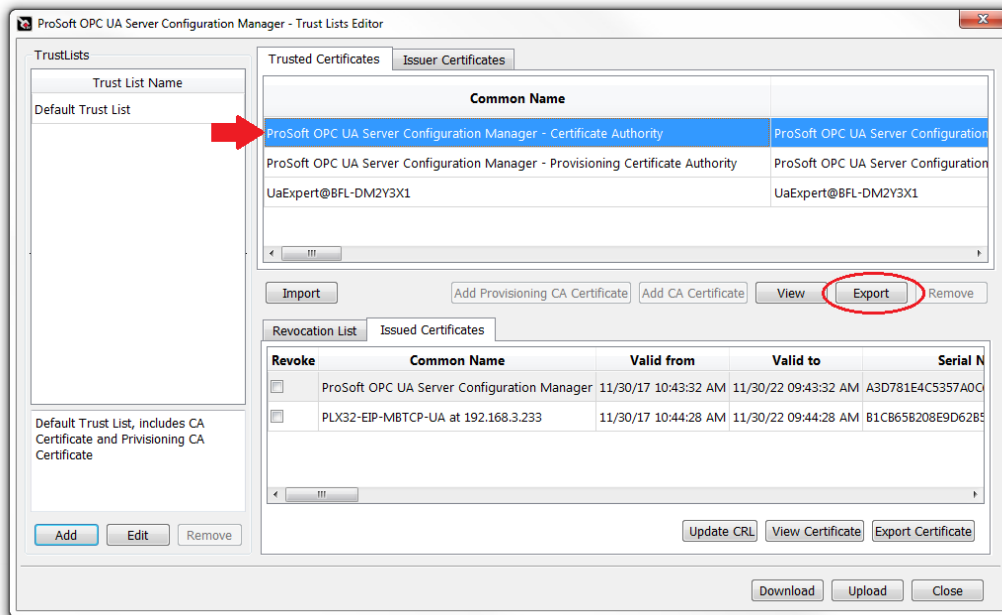 ProSoft OPC UA Server Configuration Manager - Trust Lists Editor
TrustLists
Trust List Name
Default Trust List
Default Trust List, includes CA
Certificate and Privisioning CA
Certificate
Add Edit Remove
Trusted Certificates Issuer Certificates
Common Name
ProSoft OPC UA Server Configuration Manager - Certificate Authority ProSoft OPC UA Server Configuration
ProSoft OPC UA Server Configuration Manager - Provisioning Certificate Authority ProSoft OPC UA Server Configuration
UaExpert@BFL-DM2Y3X1 UaExpert@BFL-DM2Y3X1
Import Add Provisioning CA Certificate Add CA Certificate View Export Remove
Revocation List Issued Certificates
Revoke Common Name Valid from Valid to Serial N
ProSoft OPC UA Server Configuration Manager 11/30/17 10:43:32 AM 11/30/22 09:43:32 AM A3D781E4C5357A0C
PLX32-EIP-MBTCP-UA at 192.168.3.233 11/30/17 10:44:28 AM 11/30/22 09:44:28 AM B1CB65B208E9D62B5
Update CRL View Certificate Export Certificate
Download Upload Close